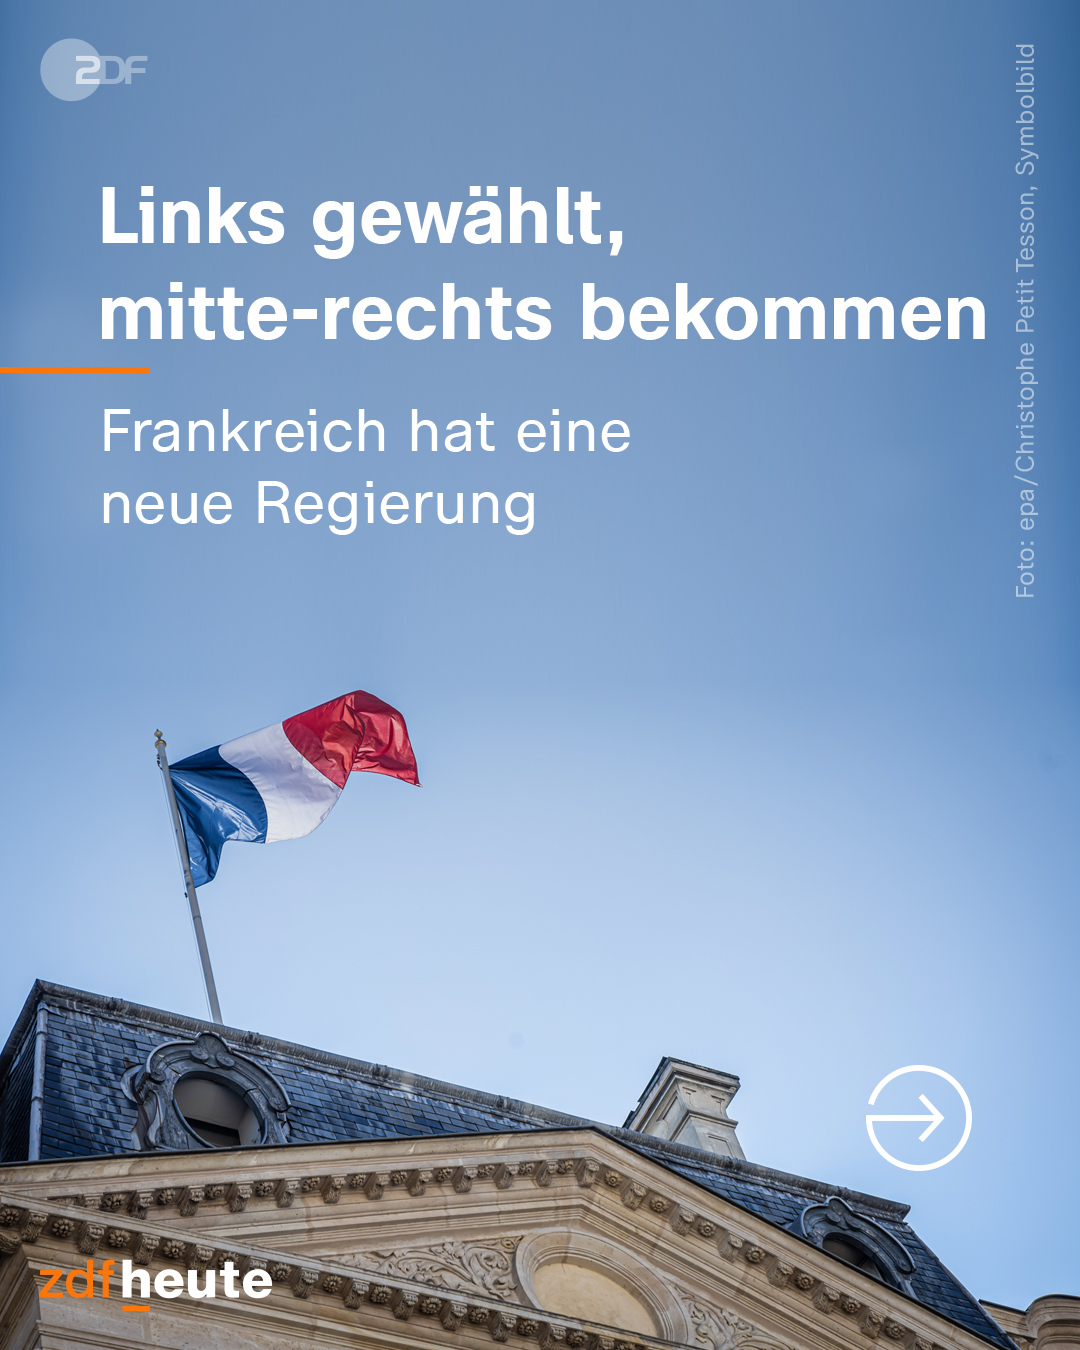 ZDF
Links gewählt,
mitte-rechts bekommen
Frankreich hat eine
neue Regierung
Foto: epa/Christophe Petit Tesson, Symbolbild
zdfheute